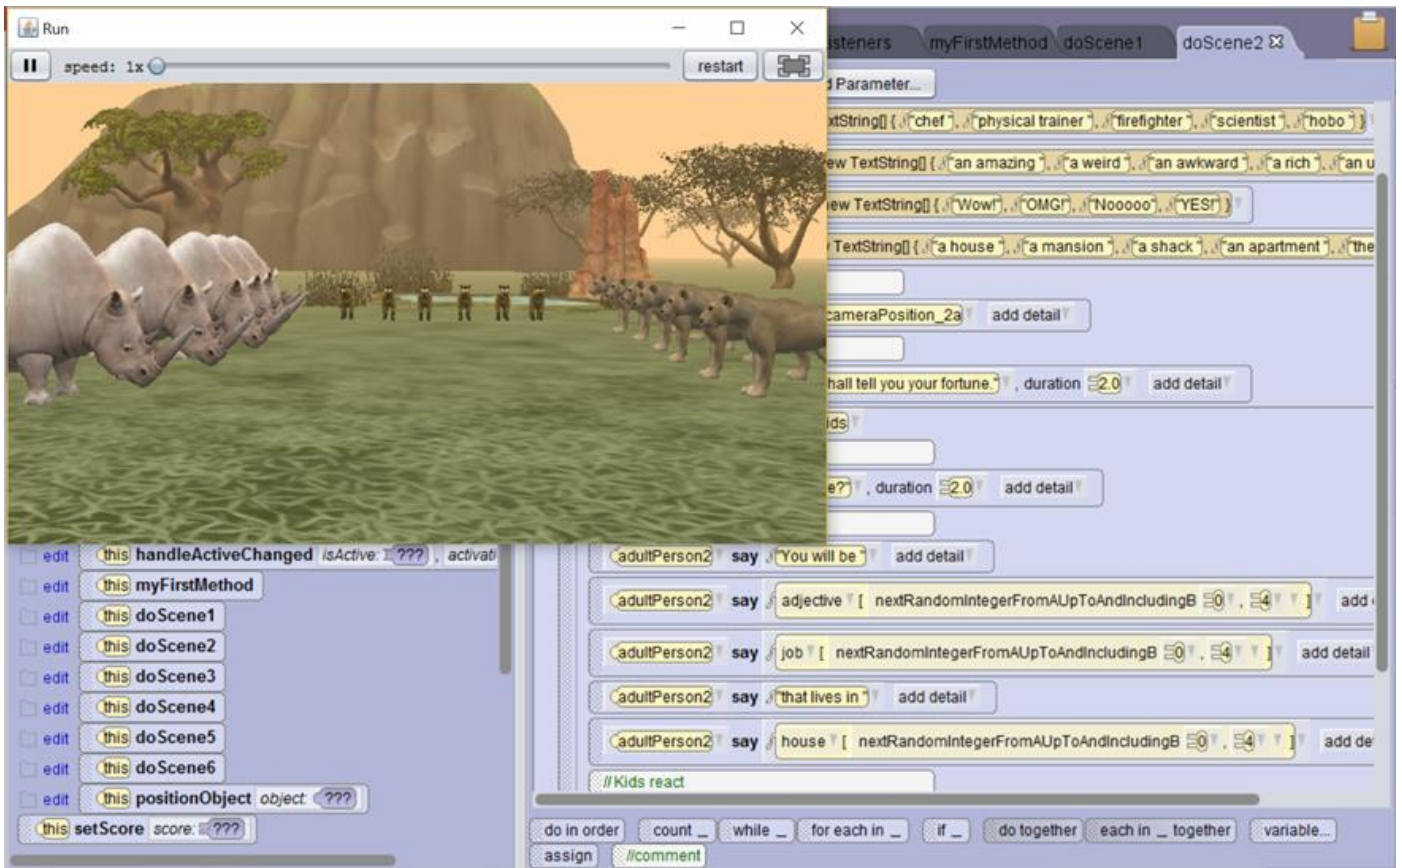 Run
speed: 1x restart
isteners myFirstMethod doScene1 doScene2
d Parameter...
xtString[] { "chef ", "physical trainer ", "firefighter ", "scientist ", "hobo " }
ew TextString[] { "an amazing ", "a weird ", "an awkward ", "a rich ", "an u
ew TextString[] { "Wow!", "OMG!", "Nooooo", "YES!" }
TextString[] { "a house ", "a mansion ", "a shack ", "an apartment ", "the
cameraPosition_2a add detail
hall tell you your fortune." , duration 2.0 add detail
ids
e?" , duration 2.0 add detail
adultPerson2 say "You will be " add detail
adultPerson2 say adjective [ nextRandomIntegerFromAUpToAndIncludingB 0 , 4 ] add
adultPerson2 say job [ nextRandomIntegerFromAUpToAndIncludingB 0 , 4 ] add detail
adultPerson2 say "that lives in " add detail
adultPerson2 say house [ nextRandomIntegerFromAUpToAndIncludingB 0 , 4 ] add de
//Kids react
edit this handleActiveChanged isActive: ??? , activati
edit this myFirstMethod
edit this doScene1
edit this doScene2
edit this doScene3
edit this doScene4
edit this doScene5
edit this doScene6
edit this positionObject object: ???
this setScore score: ???
do in order count _ while _ for each in _ if _ do together each in _ together variable...
assign //comment